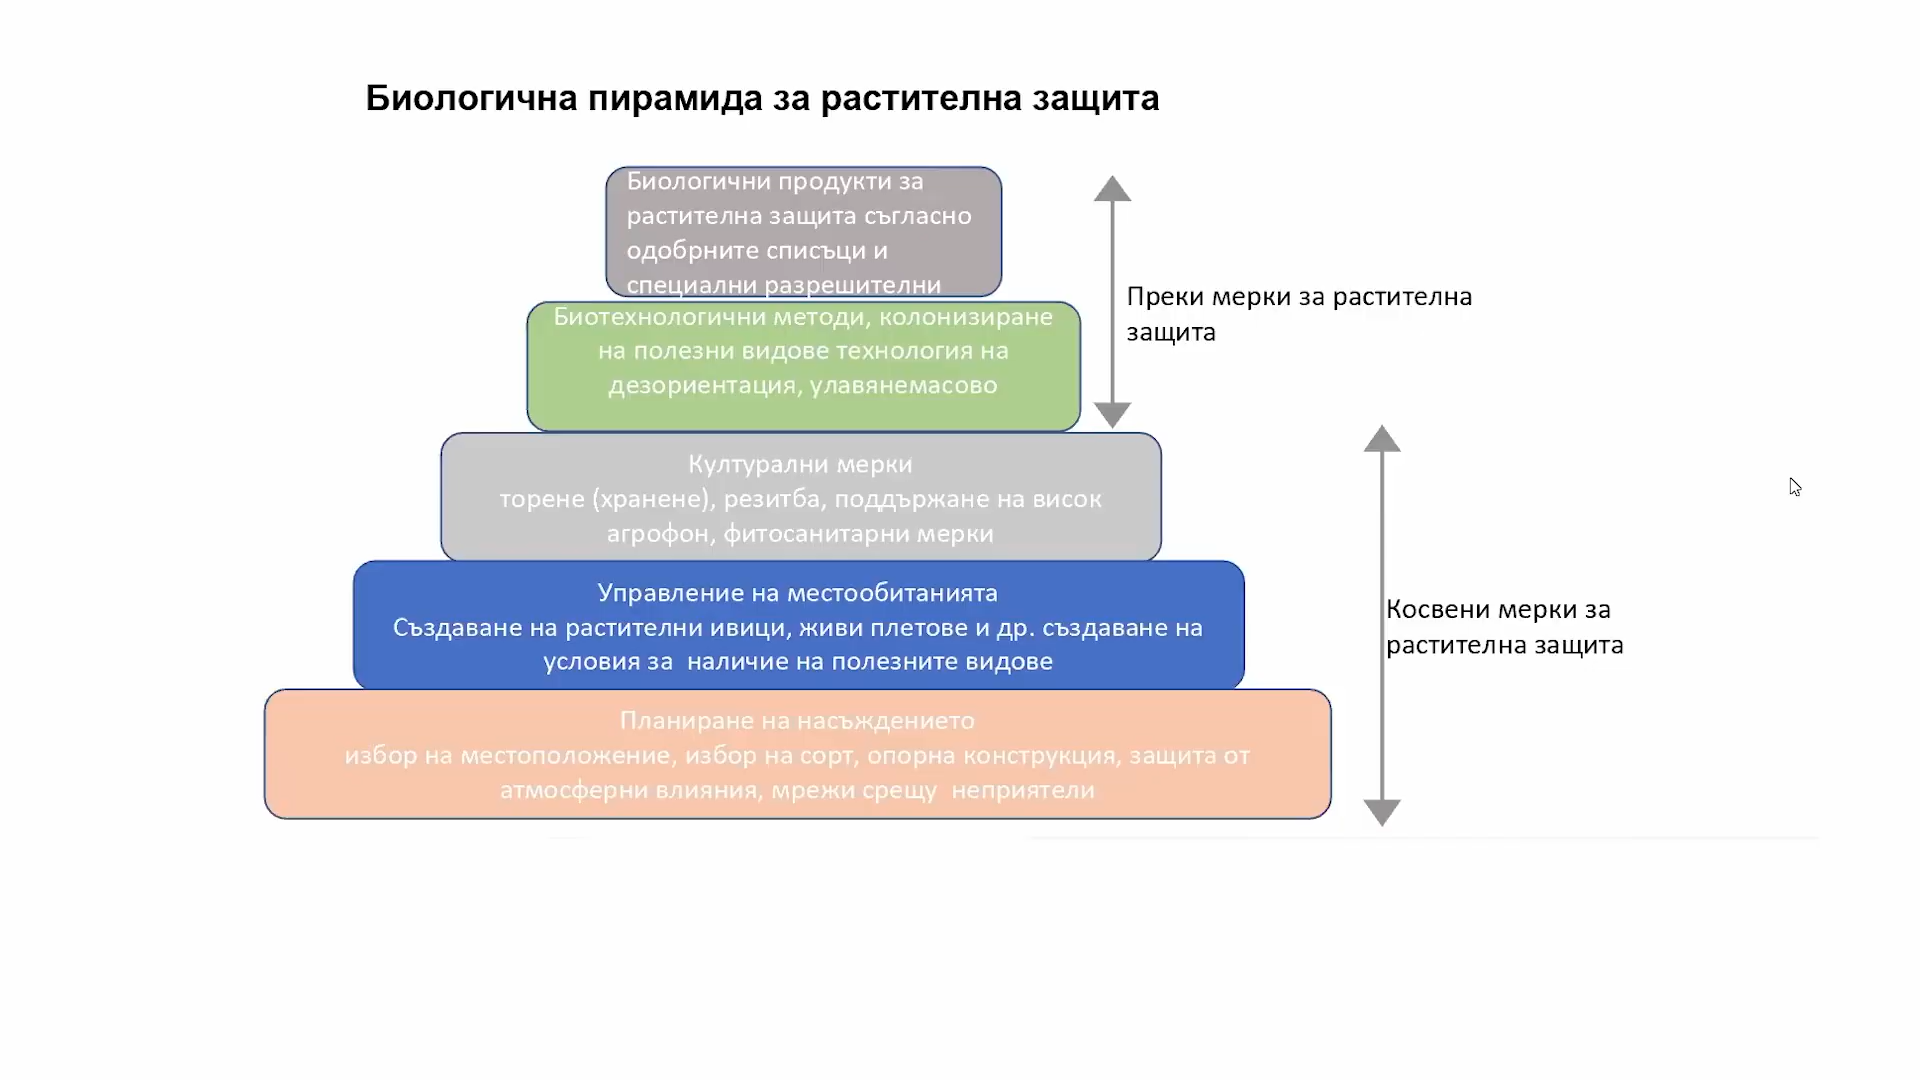 Биологична пирамида за растителна защита
Биологични продукти за
растителна защита съгласно
одобрните списъци и
специални разрешителни
Биотехнологични методи, колонизиране
на полезни видове технология на
дезориентация, улавянемасово
Преки мерки за растителна
защита
Културални мерки
торене (хранене), резитба, поддържане на висок
агрофон, фитосанитарни мерки
Управление на местообитанията
Създаване на растителни ивици, живи плетове и др. създаване на
условия за  наличие на полезните видове
Косвени мерки за
растителна защита
Планиране на насъждението
избор на местоположение, избор на сорт, опорна конструкция, защита от
атмосферни влияния, мрежи срещу  неприятели